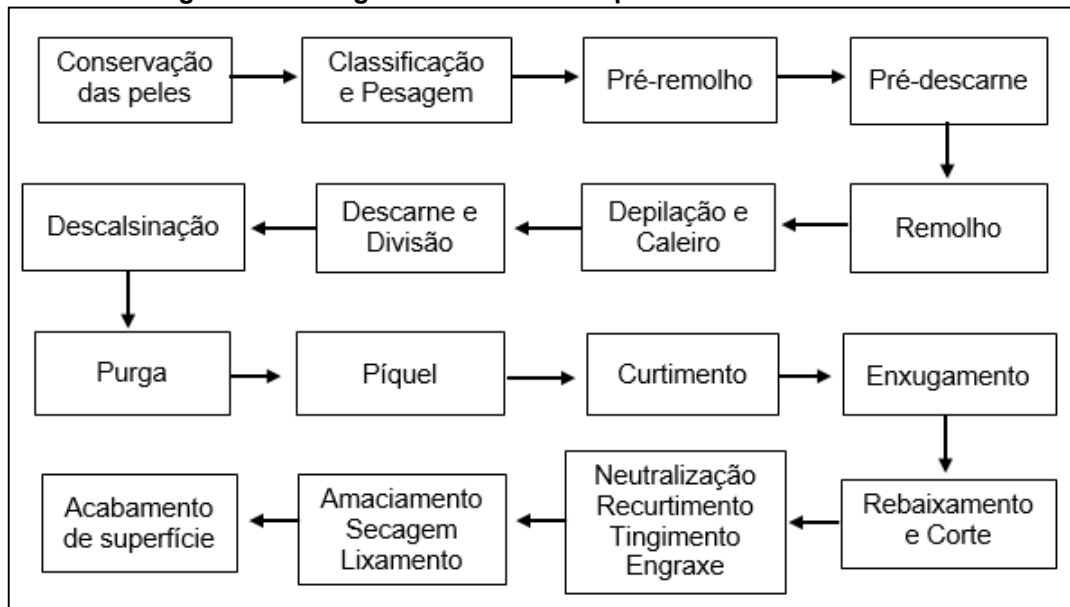 Conservação
das peles
Classificação
e Pesagem
Pré-remolho
Pré-descarne
Remolho
Depilação e
Caleiro
Descarne e
Divisão
Descalsinação
Purga
Píquel
Curtimento
Enxugamento
Rebaixamento
e Corte
Neutralização
Recurtimento
Tingimento
Engraxe
Amaciamento
Secagem
Lixamento
Acabamento
de superfície